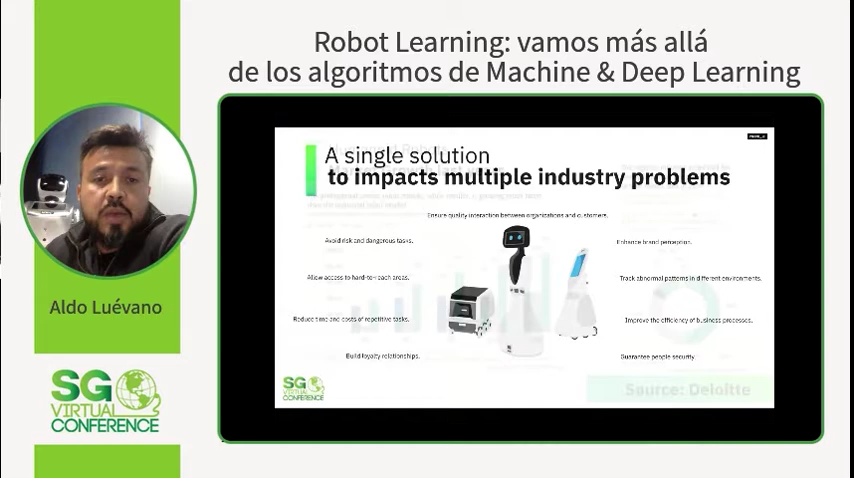 Robot Learning: vamos más allá
de los algoritmos de Machine & Deep Learning
A single solution
to impacts multiple industry problems
Ensure quality interaction between organizations and customers.
Avoid risk and dangerous tasks.
Enhance brand perception.
Allow access to hard-to-reach areas.
Track abnormal patterns in different environments.
Reduce time and costs of repetitive tasks.
Improve the efficiency of business processes.
Build loyalty relationships.
Guarantee people security.
Source: Deloitte
SG
VIRTUAL
CONFERENCE
Aldo Luévano
SG
VIRTUAL
CONFERENCE